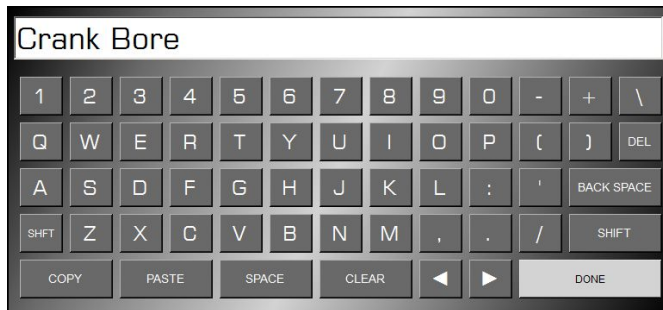 Crank Bore
1 2 3 4 5 6 7 8 9 0 - + \
Q W E R T Y U I O P ( ) DEL
A S D F G H J K L : ' BACK SPACE
SHFT Z X C V B N M , . / SHIFT
COPY PASTE SPACE CLEAR ◀ ▶ DONE